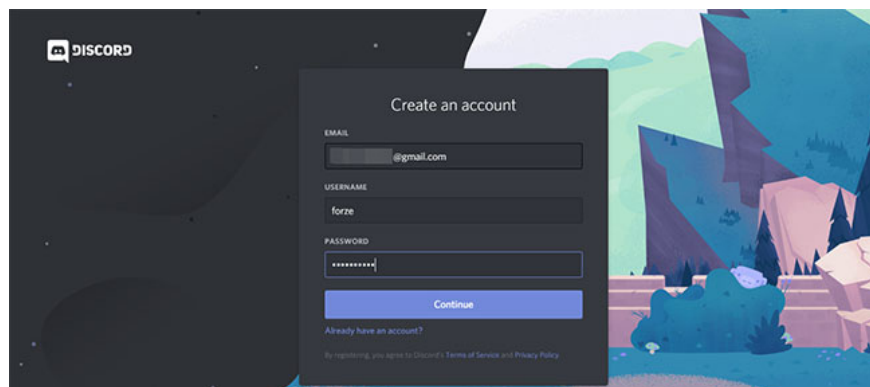 DISCORD
Create an account
EMAIL
@gmail.com
USERNAME
forze
PASSWORD
Continue
Already have an account?
By registering, you agree to Discord's Terms of Service and Privacy Policy.